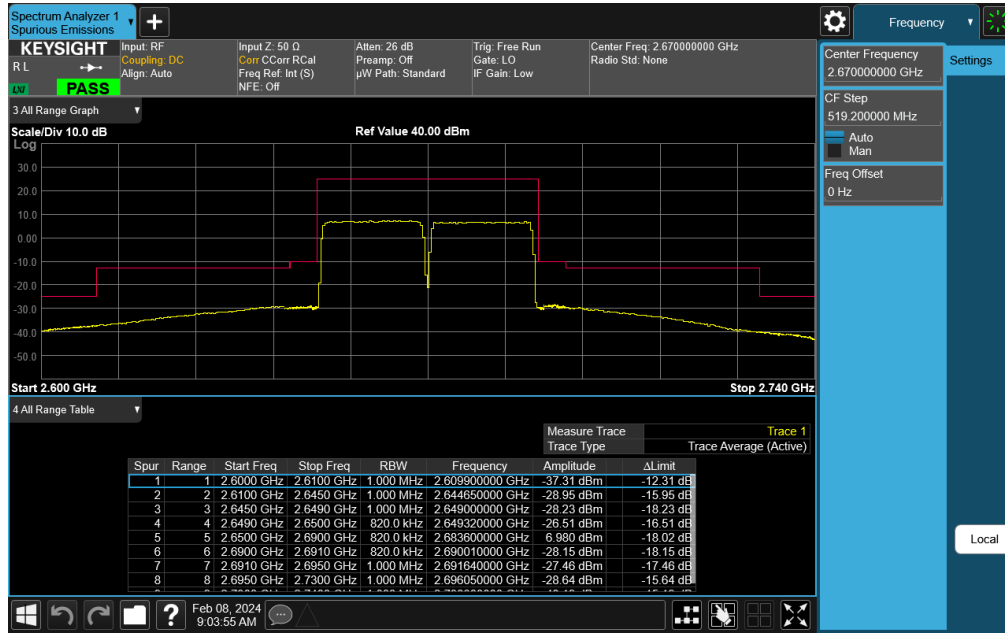 Spectrum Analyzer 1
Spurious Emissions
Frequency
KEYSIGHT
R L
LXI
PASS
Input: RF
Coupling: DC
Align: Auto
Input Z: 50 Ω
Corr CCorr RCal
Freq Ref: Int (S)
NFE: Off
Atten: 26 dB
Preamp: Off
µW Path: Standard
Trig: Free Run
Gate: LO
IF Gain: Low
Center Freq: 2.670000000 GHz
Radio Std: None
Center Frequency
2.670000000 GHz
Settings
CF Step
519.200000 MHz
Auto
Man
Freq Offset
0 Hz
Local
3 All Range Graph
Scale/Div 10.0 dB
Ref Value 40.00 dBm
Log
30.0
20.0
10.0
0.00
-10.0
-20.0
-30.0
-40.0
-50.0
Start 2.600 GHz
Stop 2.740 GHz
4 All Range Table
Measure Trace Trace 1
Trace Type Trace Average (Active)
Spur Range Start Freq Stop Freq RBW Frequency Amplitude ΔLimit
1 1 2.6000 GHz 2.6100 GHz 1.000 MHz 2.609900000 GHz -37.31 dBm -12.31 dB
2 2 2.6100 GHz 2.6450 GHz 1.000 MHz 2.644650000 GHz -28.95 dBm -15.95 dB
3 3 2.6450 GHz 2.6490 GHz 1.000 MHz 2.649000000 GHz -28.23 dBm -18.23 dB
4 4 2.6490 GHz 2.6500 GHz 820.0 kHz 2.649320000 GHz -26.51 dBm -16.51 dB
5 5 2.6500 GHz 2.6900 GHz 820.0 kHz 2.683600000 GHz 6.980 dBm -18.02 dB
6 6 2.6900 GHz 2.6910 GHz 820.0 kHz 2.690010000 GHz -28.15 dBm -18.15 dB
7 7 2.6910 GHz 2.6950 GHz 1.000 MHz 2.691640000 GHz -27.46 dBm -17.46 dB
8 8 2.6950 GHz 2.7300 GHz 1.000 MHz 2.696050000 GHz -28.64 dBm -15.64 dB
?
Feb 08, 2024
9:03:55 AM